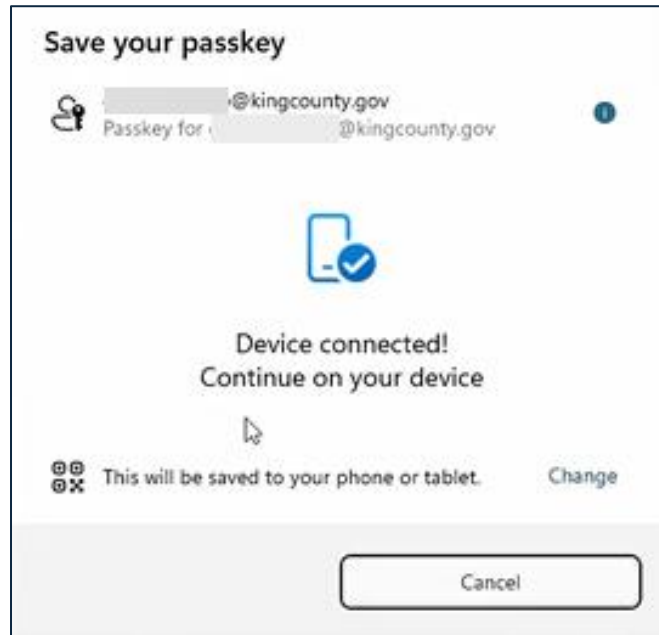 Save your passkey
@kingcounty.gov
Passkey for @kingcounty.gov
Device connected!
Continue on your device
This will be saved to your phone or tablet. Change
Cancel